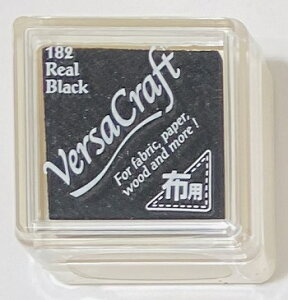 182
Real
Black
VersaCraft
For fabric, paper,
wood and more!
布用